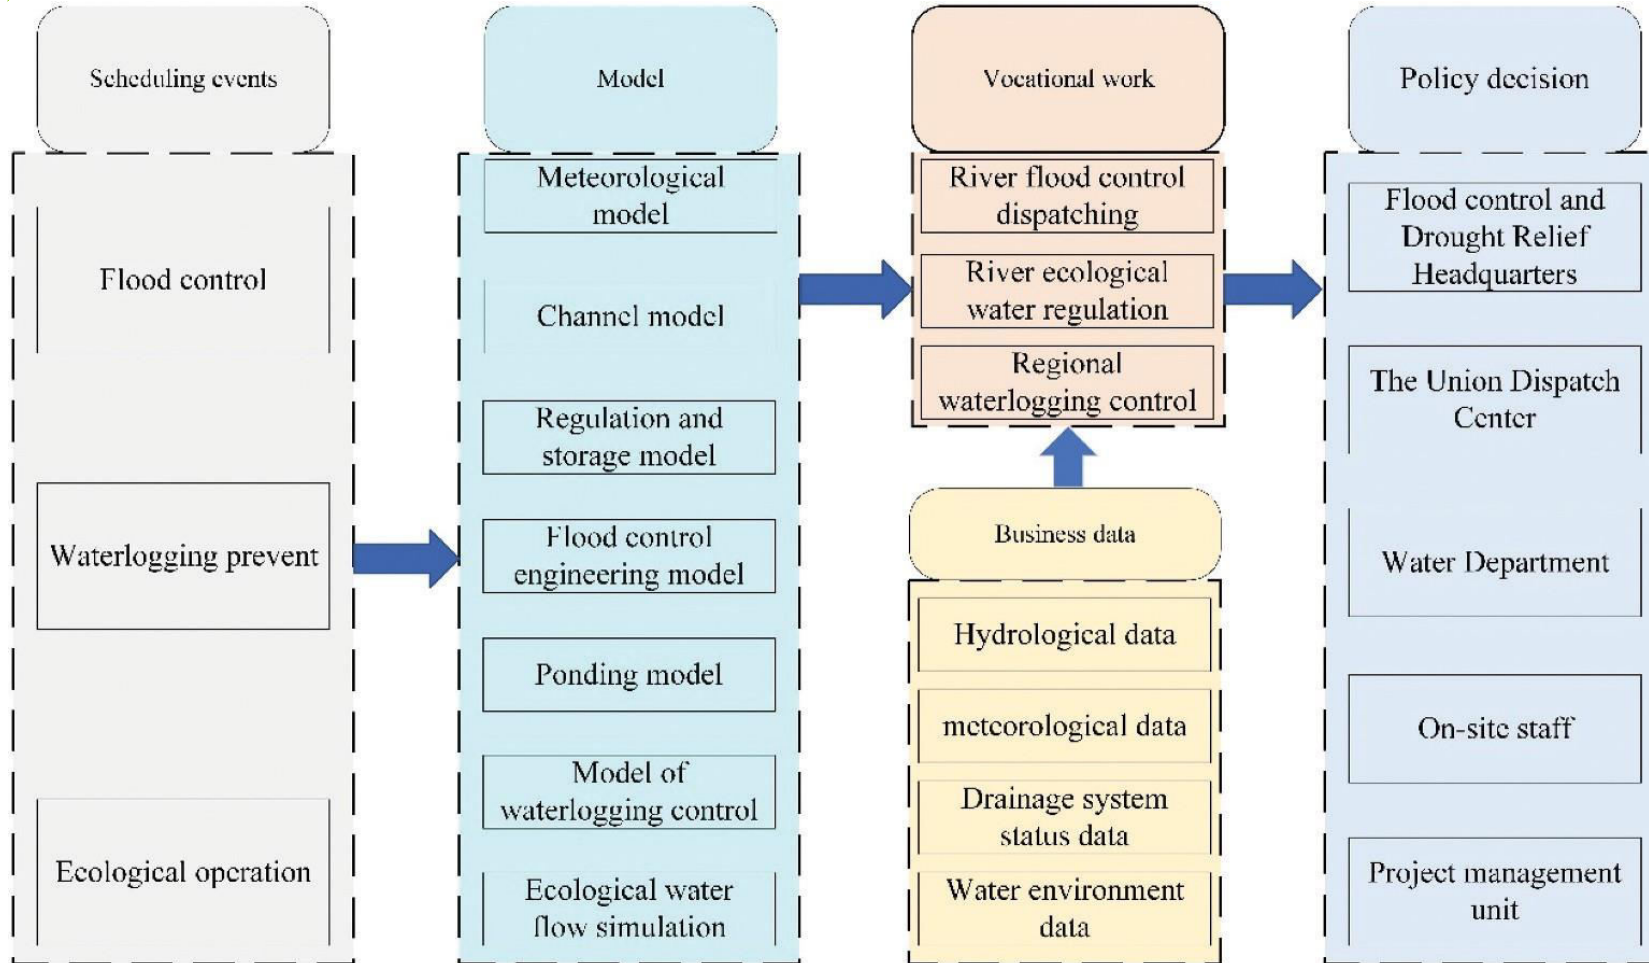 Scheduling events
Flood control
Waterlogging prevent
Ecological operation
Model
Meteorological
model
Channel model
Regulation and
storage model
Flood control
engineering model
Ponding model
Model of
waterlogging control
Ecological water
flow simulation
Vocational work
River flood control
dispatching
River ecological
water regulation
Regional
waterlogging control
Business data
Hydrological data
meteorological data
Drainage system
status data
Water environment
data
Policy decision
Flood control and
Drought Relief
Headquarters
The Union Dispatch
Center
Water Department
On-site staff
Project management
unit